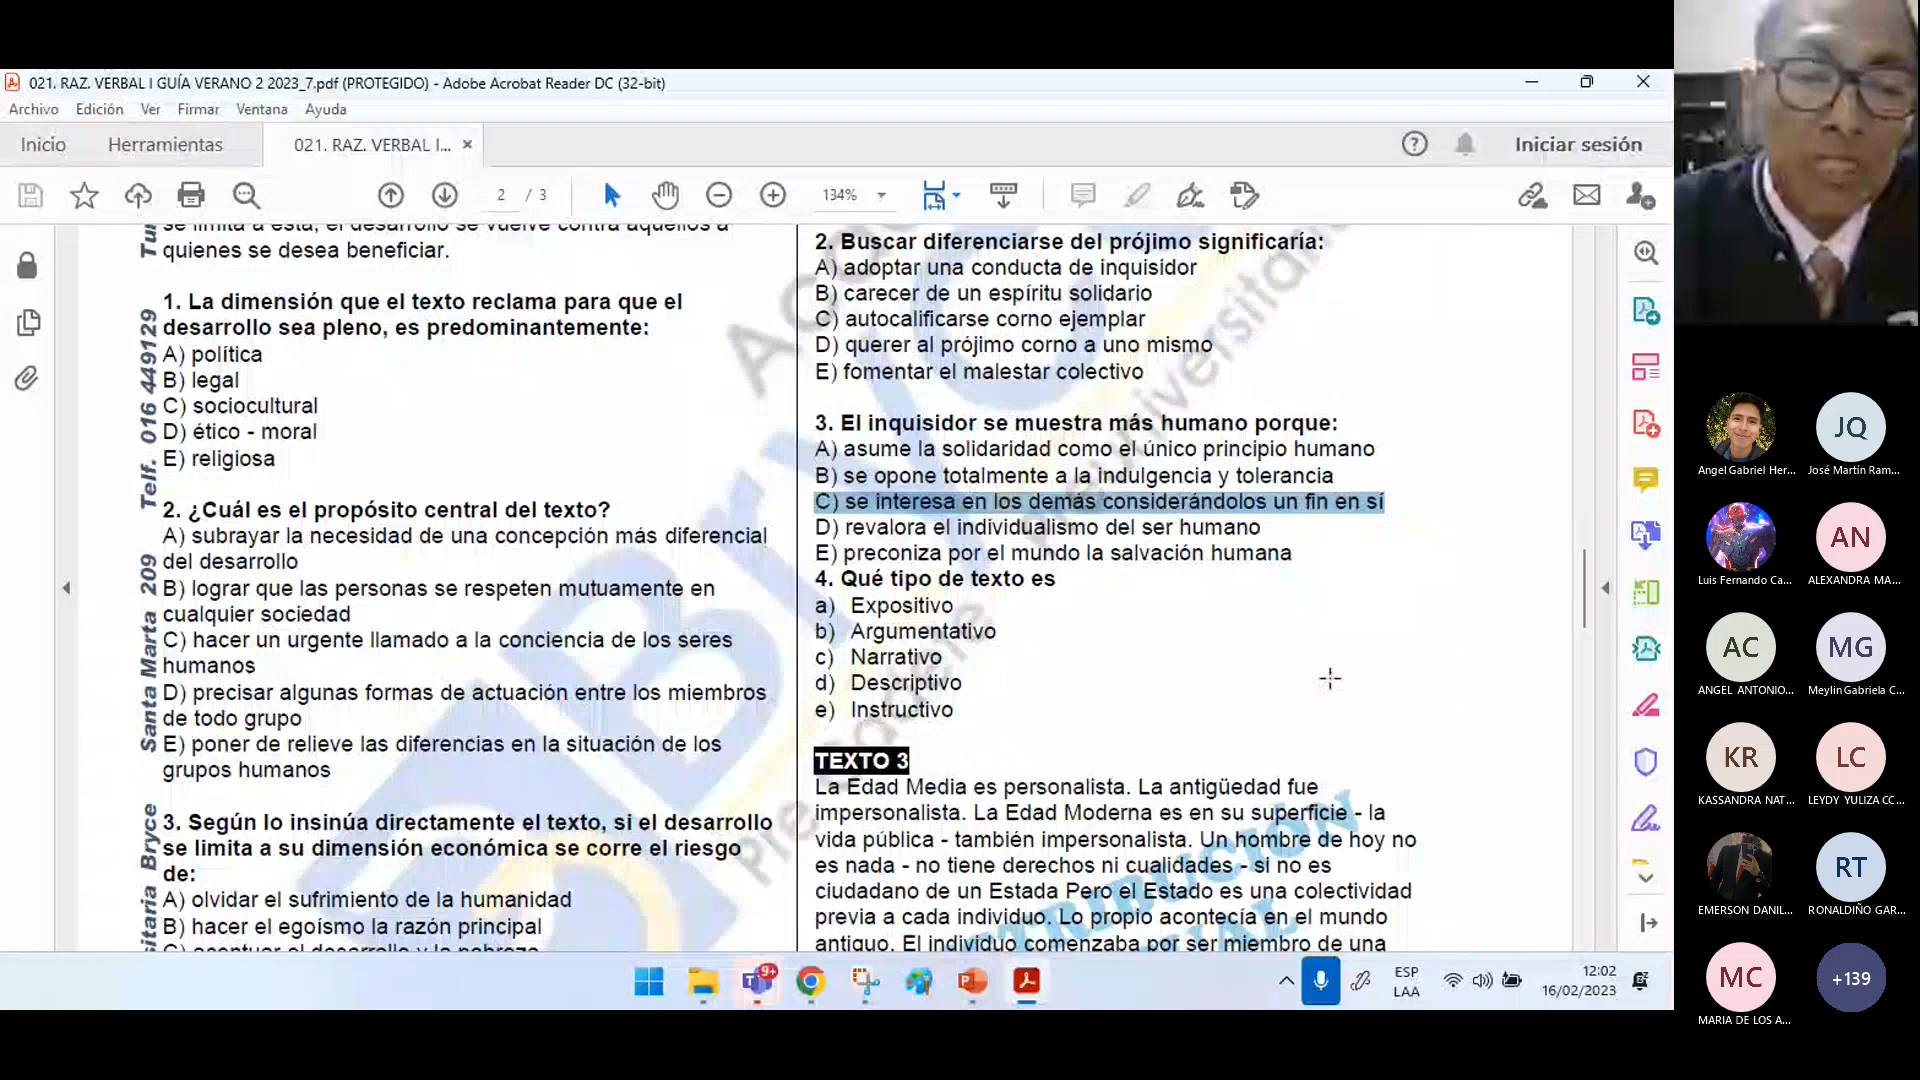 021. RAZ. VERBAL I GUÍA VERANO 2 2023_7.pdf (PROTEGIDO) - Adobe Acrobat Reader DC (32-bit)
Archivo Edición Ver Firmar Ventana Ayuda
Inicio Herramientas 021. RAZ. VERBAL I... × Iniciar sesión
2 / 3 134%
se limita a esta, el desarrollo se vuelve contra aquellos a
quienes se desea beneficiar.
1. La dimensión que el texto reclama para que el
desarrollo sea pleno, es predominantemente:
A) política
B) legal
C) sociocultural
D) ético - moral
E) religiosa
2. ¿Cuál es el propósito central del texto?
A) subrayar la necesidad de una concepción más diferencial
del desarrollo
B) lograr que las personas se respeten mutuamente en
cualquier sociedad
C) hacer un urgente llamado a la conciencia de los seres
humanos
D) precisar algunas formas de actuación entre los miembros
de todo grupo
E) poner de relieve las diferencias en la situación de los
grupos humanos
3. Según lo insinúa directamente el texto, si el desarrollo
se limita a su dimensión económica se corre el riesgo
de:
A) olvidar el sufrimiento de la humanidad
B) hacer el egoísmo la razón principal
C) acentuar el desarrollo y la pobreza
2. Buscar diferenciarse del prójimo significaría:
A) adoptar una conducta de inquisidor
B) carecer de un espíritu solidario
C) autocalificarse corno ejemplar
D) querer al prójimo corno a uno mismo
E) fomentar el malestar colectivo
3. El inquisidor se muestra más humano porque:
A) asume la solidaridad como el único principio humano
B) se opone totalmente a la indulgencia y tolerancia
C) se interesa en los demás considerándolos un fin en sí
D) revalora el individualismo del ser humano
E) preconiza por el mundo la salvación humana
4. Qué tipo de texto es
a) Expositivo
b) Argumentativo
c) Narrativo
d) Descriptivo
e) Instructivo
TEXTO 3
La Edad Media es personalista. La antigüedad fue
impersonalista. La Edad Moderna es en su superficie - la
vida pública - también impersonalista. Un hombre de hoy no
es nada - no tiene derechos ni cualidades - si no es
ciudadano de un Estada Pero el Estado es una colectividad
previa a cada individuo. Lo propio acontecía en el mundo
antiguo. El individuo comenzaba por ser miembro de una
sitaria Bryce Santa Marta 209 Telf. 016 449129
Angel Gabriel Her...
JQ
José Martín Ram...
Luis Fernando Ca...
AN
ALEXANDRA MA...
AC
ANGEL ANTONIO...
MG
Meylin Gabriela C...
KR
KASSANDRA NAT...
LC
LEYDY YULIZA CC...
EMERSON DANIL...
RT
RONALDIÑO GAR...
MC
MARIA DE LOS A...
+139
9+
ESP
LAA
12:02
16/02/2023